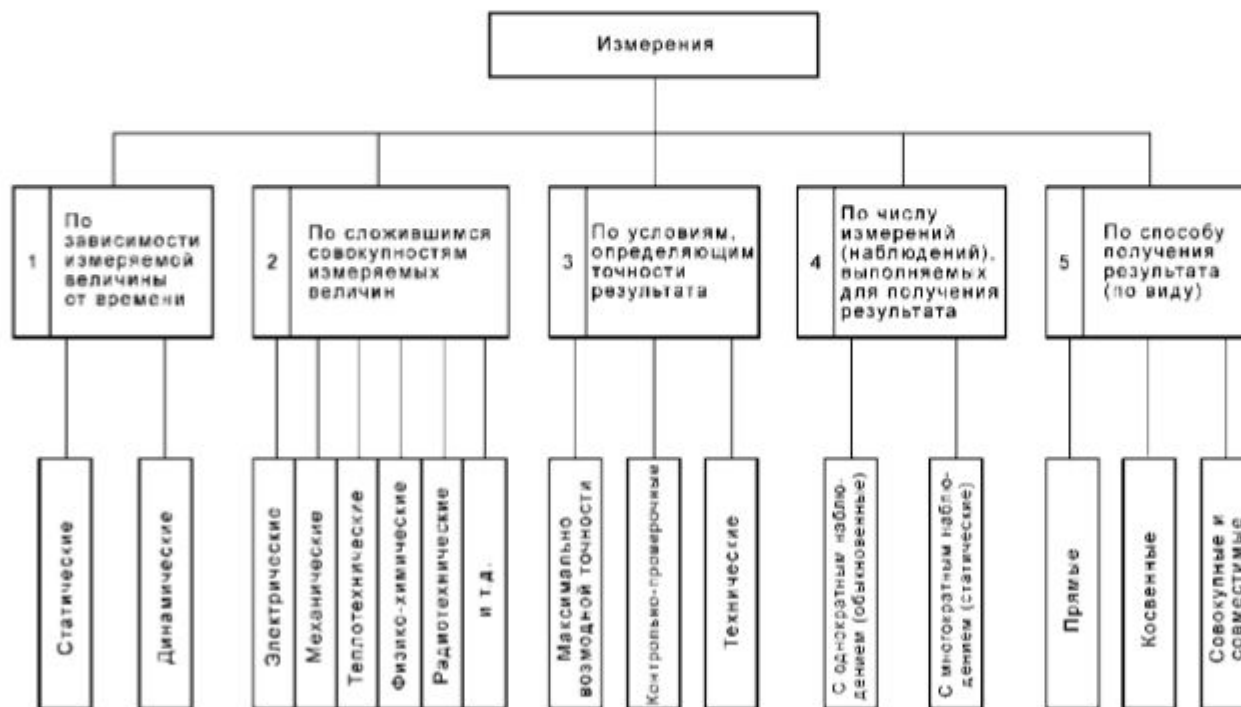 Измерения
1
По
зависимости
измеряемой
величины
от времени
2
По сложившимся
совокупностям
измеряемых
величин
3
По условиям,
определяющим
точности
результата
4
По числу
измерений
(наблюдений),
выполняемых
для получения
результата
5
По способу
получения
результата
(по виду)
Статические
Динамические
Электрические
Механические
Теплотехнические
Физико-химические
Радиотехнические
и т.д.
Максимально
возмодной точности
Контрольно-проверочные
Технические
С однократным наблю-
дением (обыкновенные)
С многократным наблю-
дением (статические)
Прямые
Косвенные
Совокупные и
совместимые